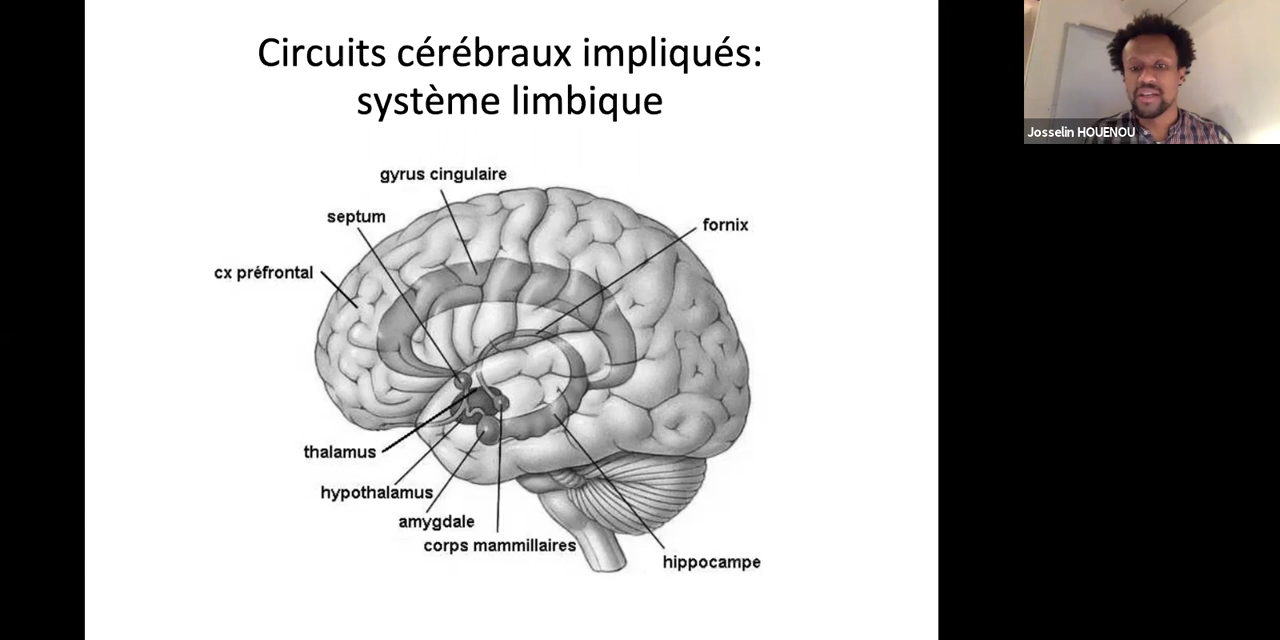 Circuits cérébraux impliqués:
système limbique
gyrus cingulaire
septum
fornix
cx préfrontal
thalamus
hypothalamus
amygdale
corps mammillaires
hippocampe
Josselin HOUENOU